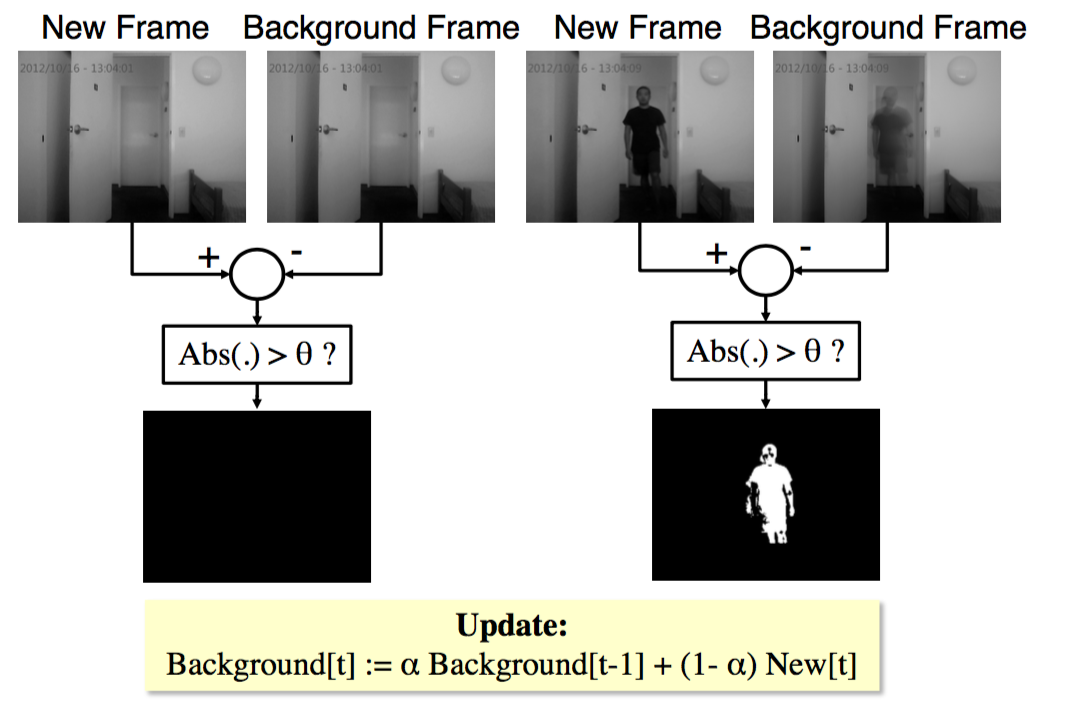 New Frame Background Frame New Frame Background Frame
2012/10/16 - 13:04:01 2012/10/16 - 13:04:01 2012/10/16 - 13:04:09 2012/10/16 - 13:04:09
+ - + -
Abs(.) > θ ? Abs(.) > θ ?
Update:
Background[t] := α Background[t-1] + (1- α) New[t]